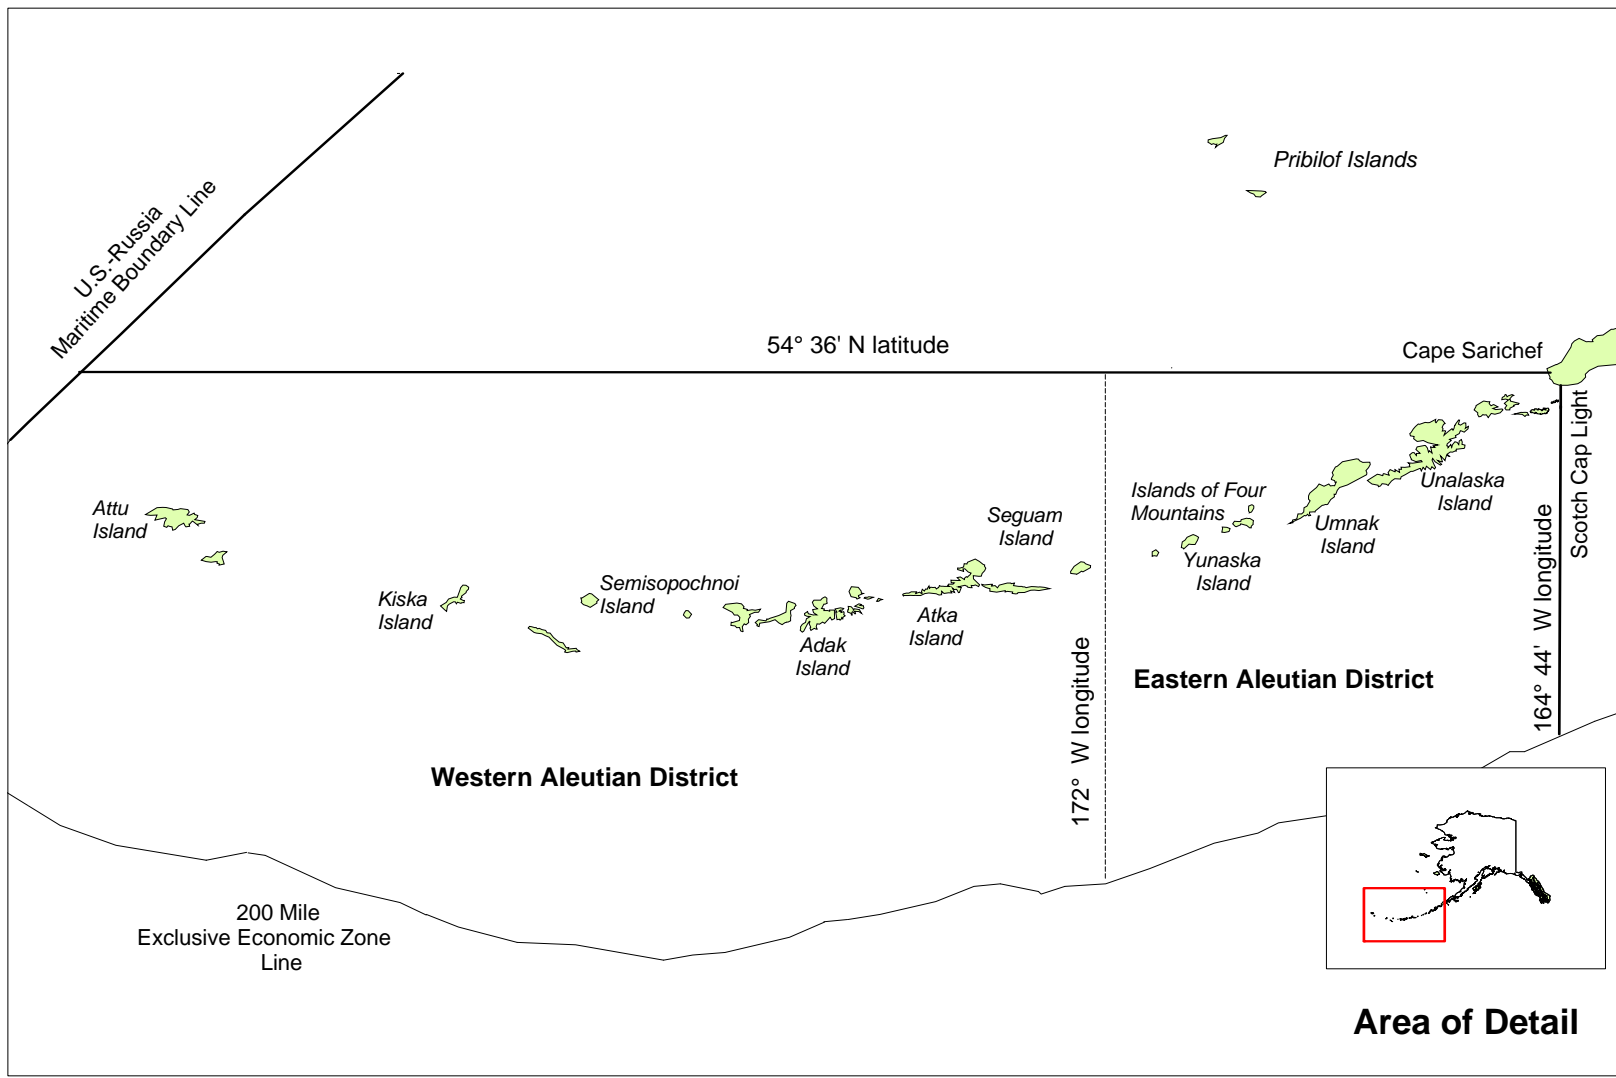 Pribilof Islands
U.S.-Russia
Maritime Boundary Line
54° 36' N latitude
Cape Sarichef
Scotch Cap Light
164° 44' W longitude
Attu
Island
Kiska
Island
Semisopochnoi
Island
Adak
Island
Atka
Island
Seguam
Island
Islands of Four
Mountains
Yunaska
Island
Umnak
Island
Unalaska
Island
172° W longitude
Eastern Aleutian District
Western Aleutian District
200 Mile
Exclusive Economic Zone
Line
Area of Detail